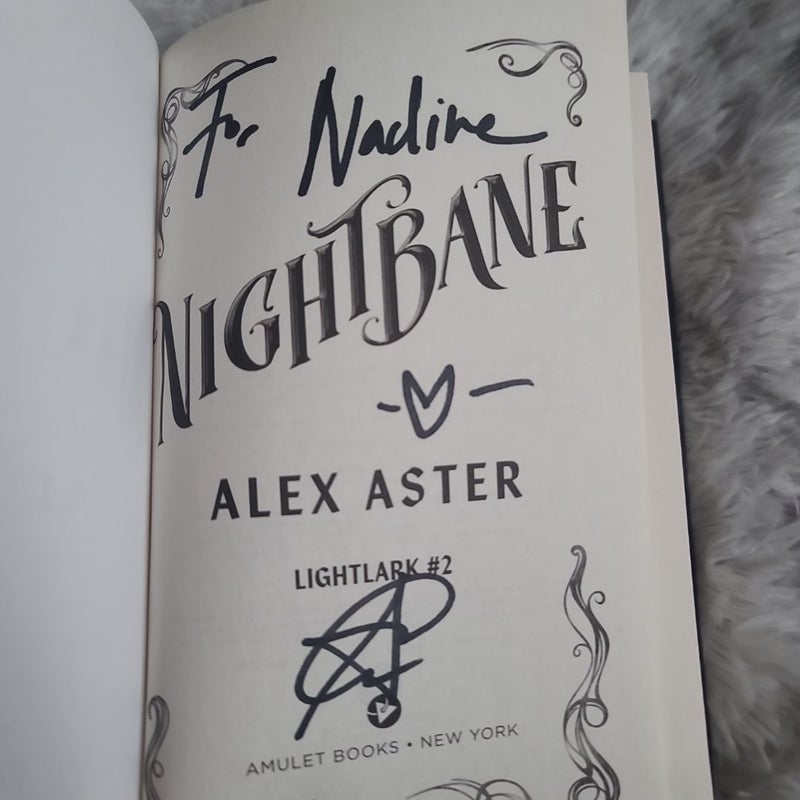 For Nadine
NIGHTBANE
ALEX ASTER
LIGHTLARK #2
AMULET BOOKS • NEW YORK